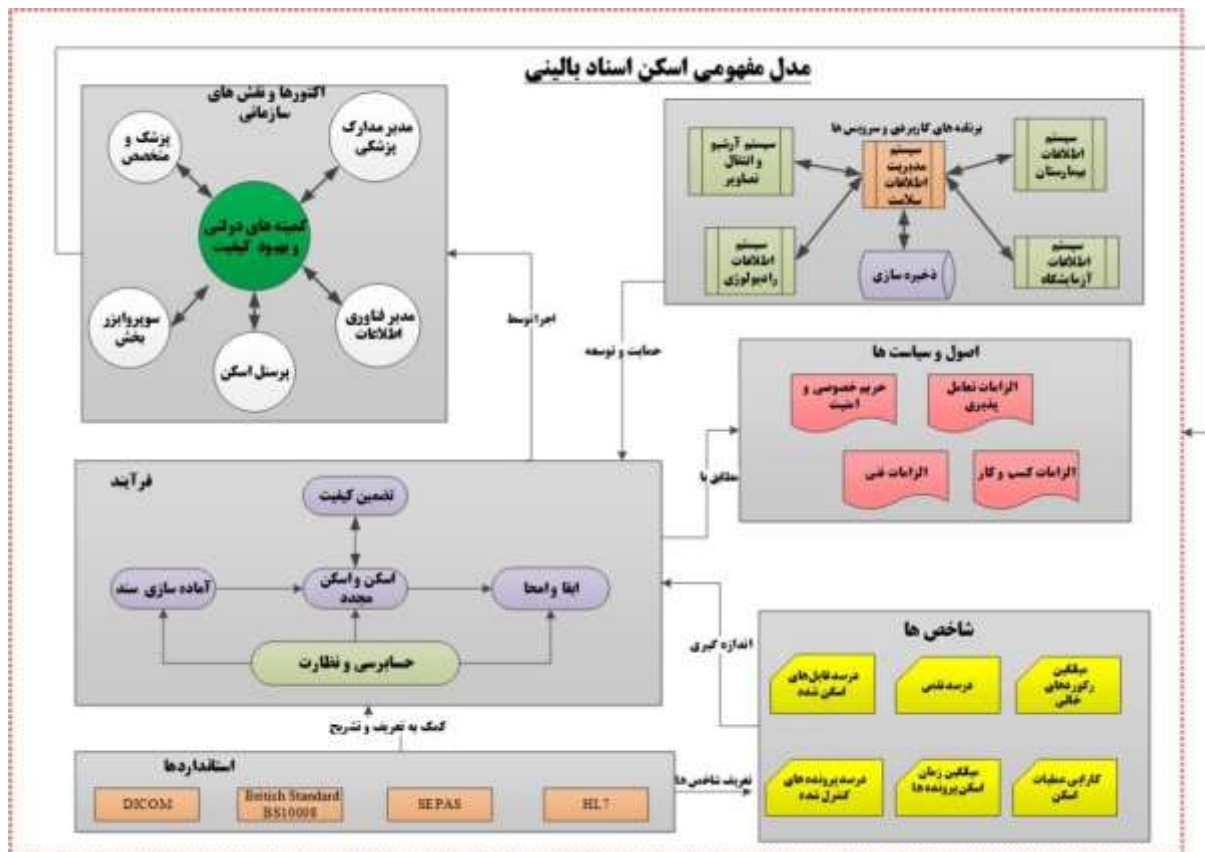 مدل مفهومی اسکن اسناد بالینی
اکتورها و نقش های
سازمانی
مدیر مدارک
پزشکی
پزشک و
متخصص
کمیته های دولتی
و بهبود کیفیت
سوپروایزر
بخش
پرسنل اسکن
مدیر فناوری
اطلاعات
برنامه های کاربردی و سرویس ها
سیستم
اطلاعات
بیمارستان
سیستم
مدیریت
اطلاعات
سلامت
سیستم آرشیو
و انتقال
تصاویر
سیستم
اطلاعات
آزمایشگاه
ذخیره سازی
سیستم
اطلاعات
رادیولوژی
اجرا توسط
حمایت و توسعه
اصول و سیاست ها
الزامات تعامل
پذیری
حریم خصوصی و
امنیت
الزامات کسب و کار
الزامات فنی
مطابق با
فرآیند
تضمین کیفیت
آماده سازی سند
اسکن و اسکن
مجدد
ابقا و امحا
حسابرسی و نظارت
اندازه گیری
شاخص ها
میانگین
رکوردهای
خالی
درصد نقص
درصد فایل‌های
اسکن شده
کارایی عملیات
اسکن
میانگین زمان
اسکن پرونده ها
درصد پرونده های
کنترل شده
کمک به تعریف و تشریح
تعریف شاخص ها
استانداردها
DICOM
British Standard
BS10008
SEPAS
HL7